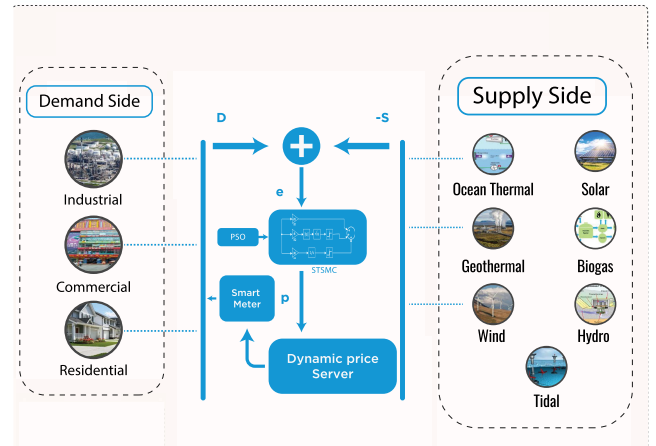 Demand Side
Industrial
Commercial
Residential
D
-S
e
PSO
STSMC
Smart
Meter
p
Dynamic price
Server
Supply Side
Ocean Thermal
Solar
Geothermal
Biogas
Wind
Hydro
Tidal